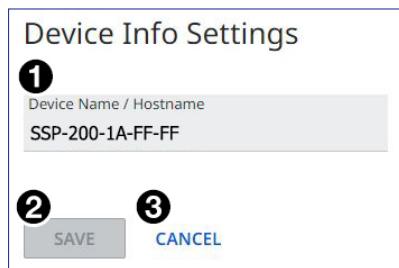 Device Info Settings
1
Device Name / Hostname
SSP-200-1A-FF-FF
2 3
SAVE CANCEL